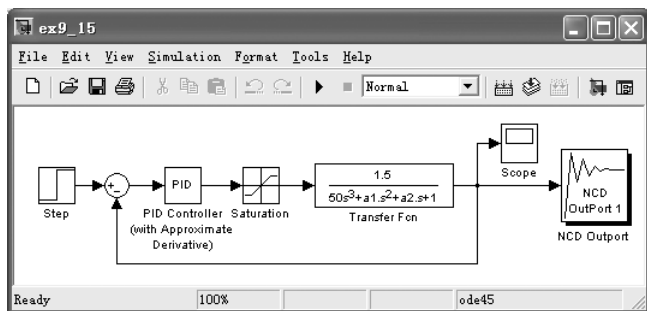 ex9_15
File Edit View Simulation Format Tools Help
Normal
Step
+
-
PID
PID Controller
(with Approximate
Derivative)
Saturation
1.5
50s³+a1.s²+a2.s+1
Transfer Fcn
Scope
NCD
OutPort 1
NCD Outport
Ready 100% ode45